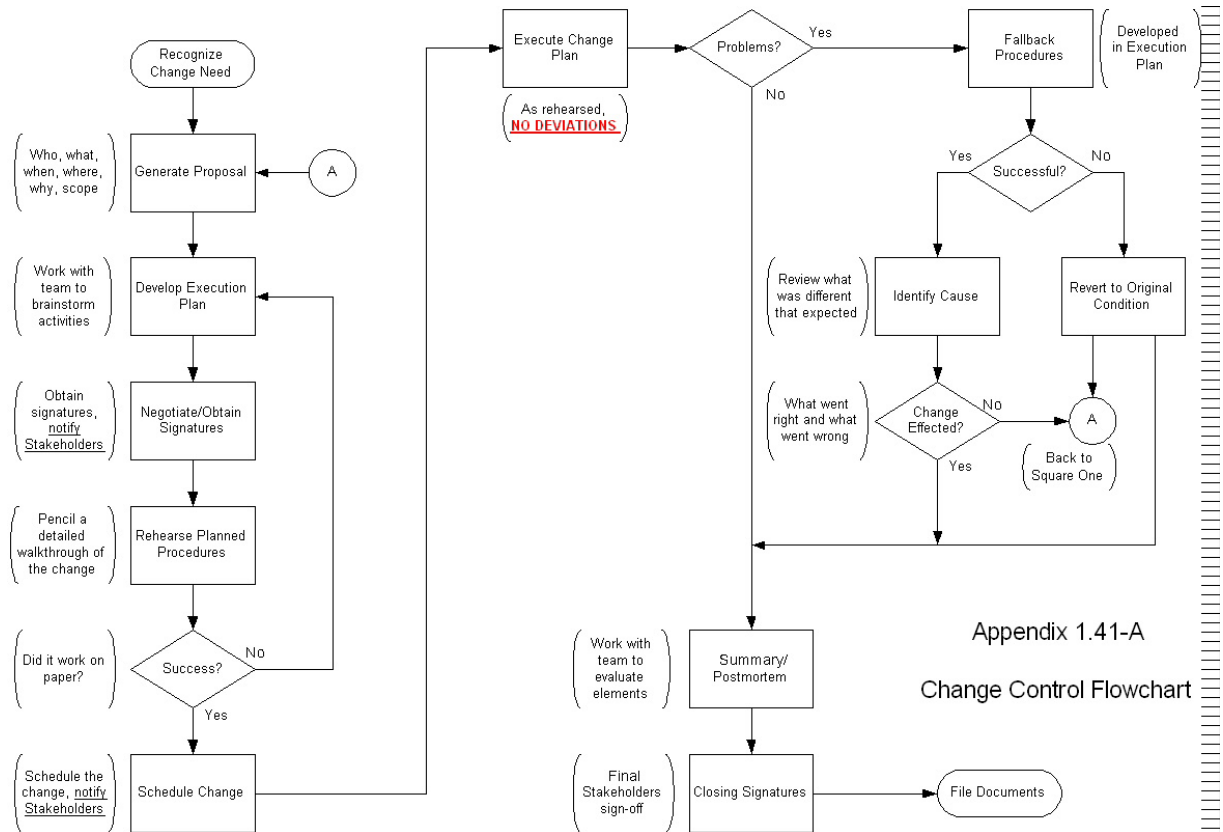 Recognize
Change Need
Who, what,
when, where,
why, scope
Generate Proposal
A
Work with
team to
brainstorm
activities
Develop Execution
Plan
Obtain
signatures,
notify
Stakeholders
Negotiate/Obtain
Signatures
Pencil a
detailed
walkthrough of
the change
Rehearse Planned
Procedures
Did it work on
paper?
Success?
No
Yes
Schedule the
change, notify
Stakeholders
Schedule Change
Execute Change
Plan
As rehearsed,
NO DEVIATIONS
Problems?
Yes
No
Fallback
Procedures
Developed
in Execution
Plan
Successful?
Yes
No
Review what
was different
that expected
Identify Cause
Revert to Original
Condition
What went
right and what
went wrong
Change
Effected?
No
Yes
A
Back to
Square One
Work with
team to
evaluate
elements
Summary/
Postmortem
Final
Stakeholders
sign-off
Closing Signatures
File Documents
Appendix 1.41-A
Change Control Flowchart